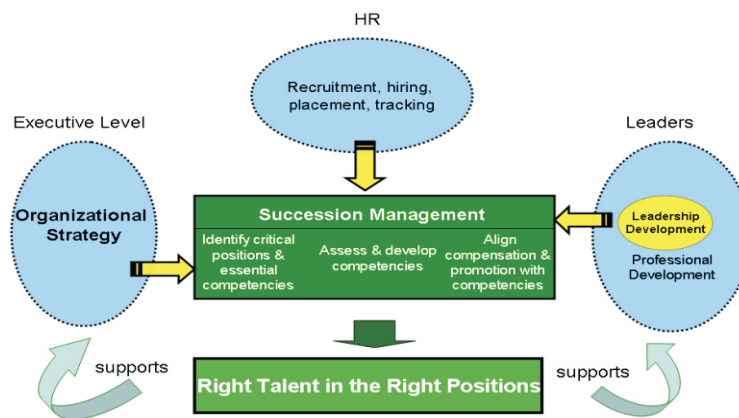 HR
Recruitment, hiring,
placement, tracking
Executive Level
Leaders
Organizational
Strategy
Leadership
Development
Professional
Development
Succession Management
Identify critical
positions &
essential
competencies
Assess & develop
competencies
Align
compensation &
promotion with
competencies
supports
supports
Right Talent in the Right Positions